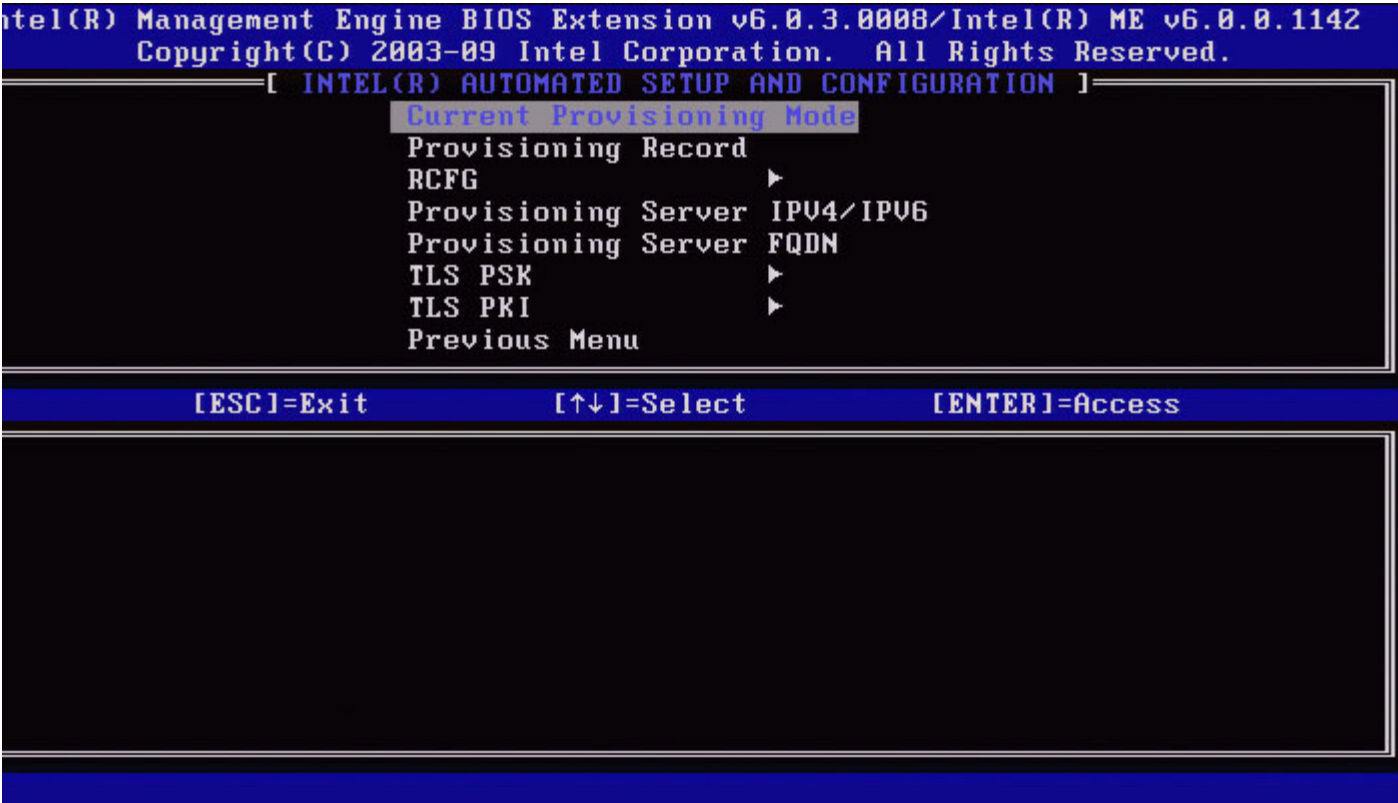 ntel(R) Management Engine BIOS Extension v6.0.3.0008/Intel(R) ME v6.0.0.1142
Copyright(C) 2003-09 Intel Corporation. All Rights Reserved.
[ INTEL(R) AUTOMATED SETUP AND CONFIGURATION ]
Current Provisioning Mode
Provisioning Record
RCFG ►
Provisioning Server IPV4/IPV6
Provisioning Server FQDN
TLS PSK ►
TLS PKI ►
Previous Menu
[ESC]=Exit [↑↓]=Select [ENTER]=Access